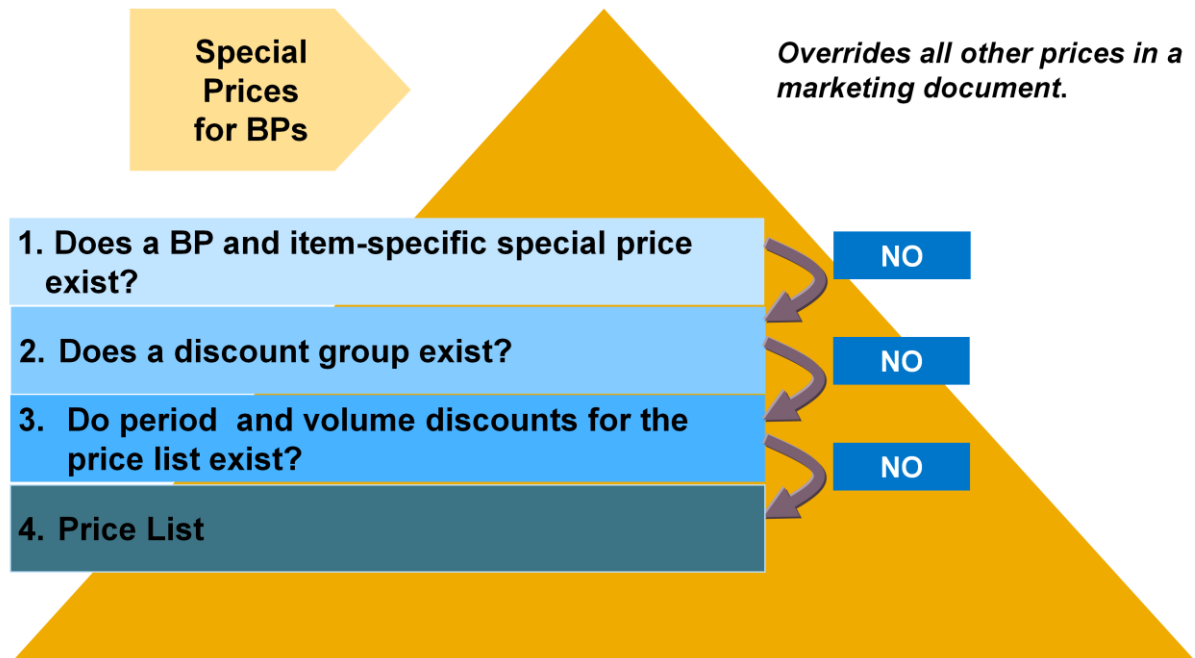 Special
Prices
for BPs
Overrides all other prices in a
marketing document.
1. Does a BP and item-specific special price
exist?
NO
2. Does a discount group exist?
NO
3. Do period and volume discounts for the
price list exist?
NO
4. Price List